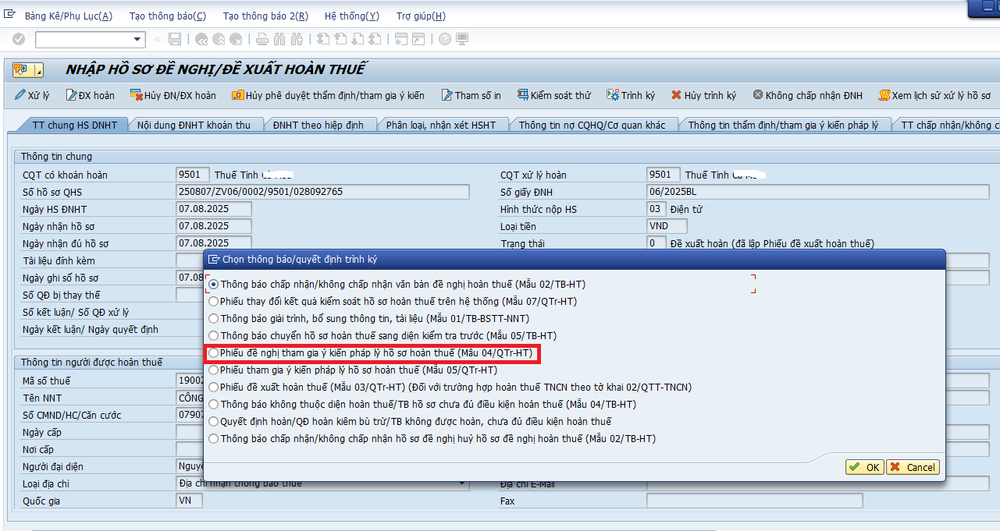 Bảng Kê/Phụ Lục(A) Tạo thông báo(C) Tạo thông báo 2(R) Hệ thống(Y) Trợ giúp(H)
NHẬP HỒ SƠ ĐỀ NGHỊ/ĐỀ XUẤT HOÀN THUẾ
Xử lý ĐX hoàn Hủy ĐN/ĐX hoàn Hủy phê duyệt thẩm định/tham gia ý kiến Tham số in Kiểm soát thứ Trình ký Hủy trình ký Không chấp nhận ĐNH Xem lịch sử xử lý hồ sơ
TT chung HS DNHT Nội dung ĐNHT khoản thu ĐNHT theo hiệp định Phân loại, nhận xét HSHT Thông tin nợ CQHQ/Cơ quan khác Thông tin thẩm định/tham gia ý kiến pháp lý TT chấp nhận/không
Thông tin chung
CQT có khoản hoàn 9501 Thuế Tỉnh CQT xử lý hoàn 9501 Thuế Tỉnh
Số hồ sơ QHS 250807/ZV06/0002/9501/028092765 Số giấy ĐNH 06/2025BL
Ngày HS ĐNHT 07.08.2025 Hình thức nộp HS 03 Điện tử
Ngày nhận hồ sơ 07.08.2025 Loại tiền VND
Ngày nhận đủ hồ sơ 07.08.2025 Trạng thái 0 Đề xuất hoàn (đã lập Phiếu đề xuất hoàn thuế)
Tài liệu đính kèm
Ngày ghi sổ hồ sơ 07.08
Số QĐ bị thay thế
Số kết luận/ Số QĐ xử lý
Ngày kết luận/ Ngày quyết định
Chọn thông báo/quyết định trình ký
Thông báo chấp nhận/không chấp nhận văn bản đề nghị hoàn thuế (Mẫu 02/TB-HT)
Phiếu thay đổi kết quả kiểm soát hồ sơ hoàn thuế trên hệ thống (Mẫu 07/QTr-HT)
Thông báo giải trình, bổ sung thông tin, tài liệu (Mẫu 01/TB-BSTT-NNT)
Thông báo chuyển hồ sơ hoàn thuế sang diện kiểm tra trước (Mẫu 05/TB-HT)
Phiếu đề nghị tham gia ý kiến pháp lý hồ sơ hoàn thuế (Mẫu 04/QTr-HT)
Phiếu tham gia ý kiến pháp lý hồ sơ hoàn thuế (Mẫu 05/QTr-HT)
Phiếu đề xuất hoàn thuế (Mẫu 03/QTr-HT) (Đối với trường hợp hoàn thuế TNCN theo tờ khai 02/QTT-TNCN)
Thông báo không thuộc diện hoàn thuế/TB hồ sơ chưa đủ điều kiện hoàn thuế (Mẫu 04/TB-HT)
Quyết định hoàn/QĐ hoàn kiêm bù trừ/TB không được hoàn, chưa đủ điều kiện hoàn thuế
Thông báo chấp nhận/không chấp nhận hồ sơ đề nghị huỷ hồ sơ đề nghị hoàn thuế (Mẫu 02/TB-HT)
OK Cancel
Thông tin người được hoàn thuế
Mã số thuế 19002
Tên NNT CÔNG
Số CMND/HC/Căn cước 07907
Ngày cấp
Nơi cấp
Người đại diện Nguyễ
Loại địa chỉ Địa chỉ nhận thông báo thuế Địa chỉ E-Mail
Quốc gia VN Fax